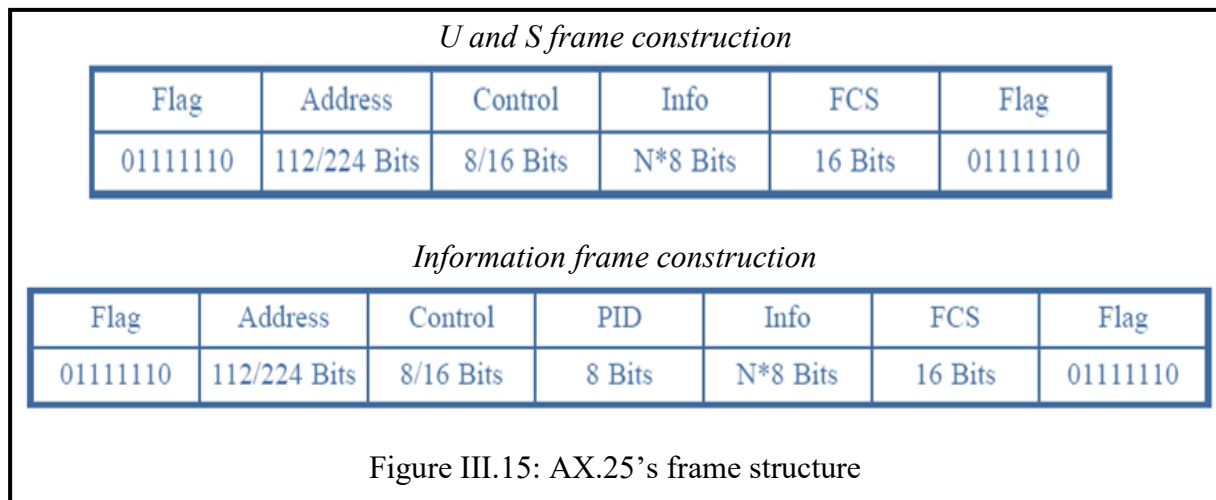 U and S frame construction
Flag Address Control Info FCS Flag
01111110 112/224 Bits 8/16 Bits N*8 Bits 16 Bits 01111110
Information frame construction
Flag Address Control PID Info FCS Flag
01111110 112/224 Bits 8/16 Bits 8 Bits N*8 Bits 16 Bits 01111110
Figure III.15: AX.25’s frame structure